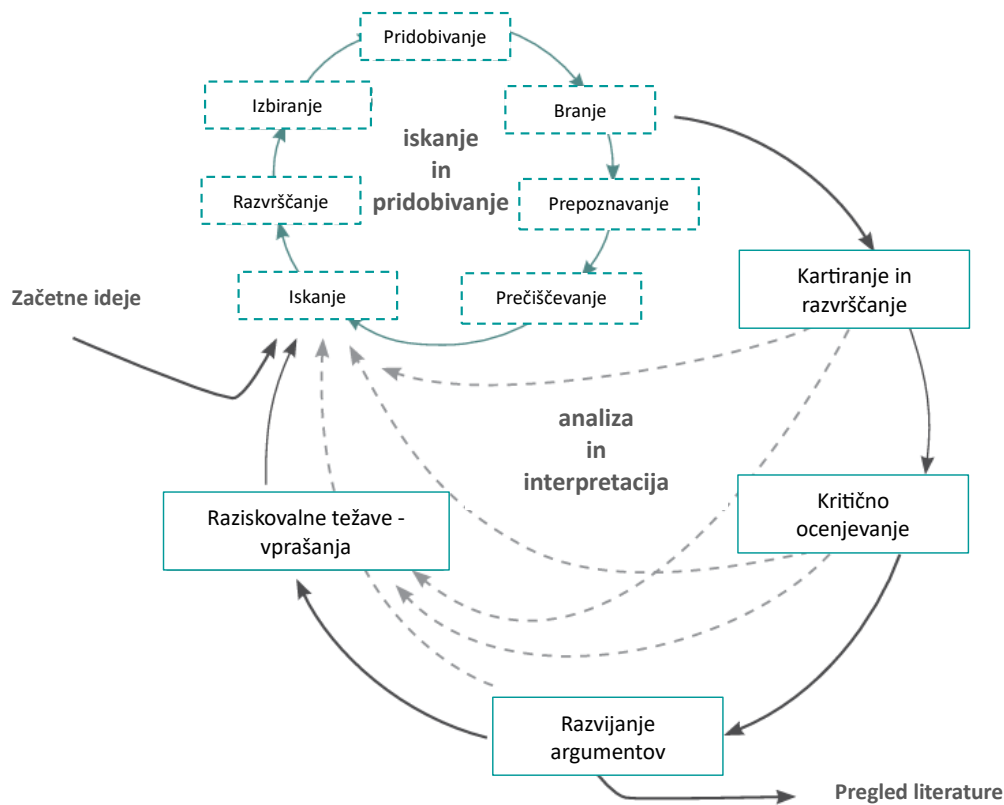 Pridobivanje
Izbiranje
Branje
iskanje
in
pridobivanje
Razvrščanje
Prepoznavanje
Začetne ideje
Iskanje
Prečiščevanje
Kartiranje in
razvrščanje
analiza
in
interpretacija
Raziskovalne težave -
vprašanja
Kritično
ocenjevanje
Razvijanje
argumentov
Pregled literature